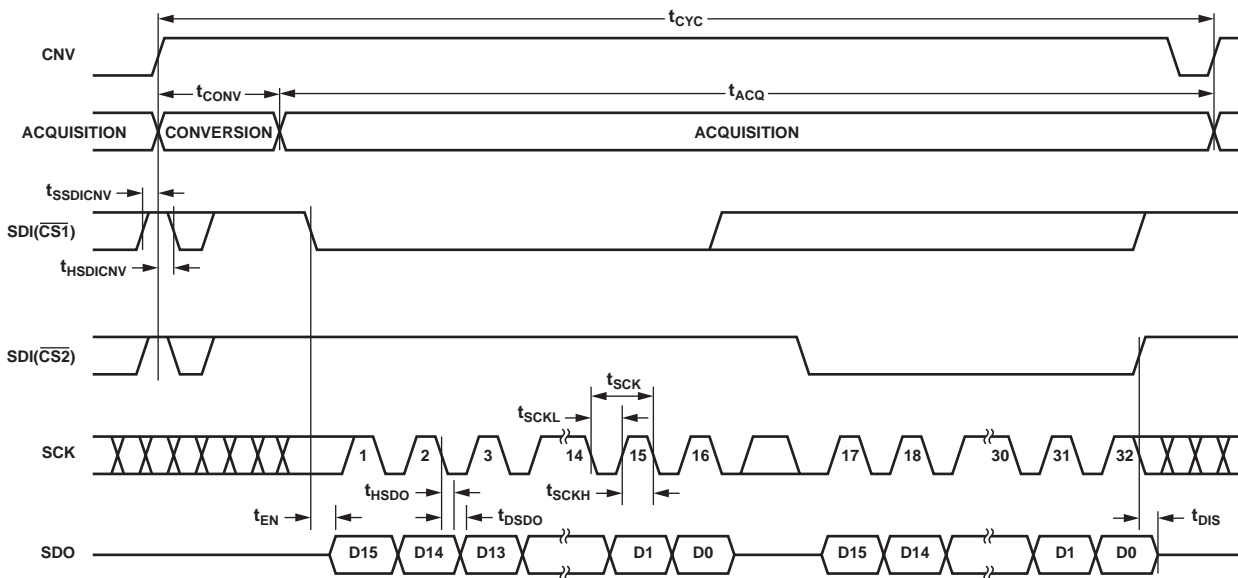 tCYC
CNV
tCONV
tACQ
ACQUISITION
CONVERSION
ACQUISITION
tSSDICNV
SDI(CS1)
tHSDICNV
SDI(CS2)
tSCK
tSCKL
SCK
1 2 3 14 15 16 17 18 30 31 32
tHSDO
tSCKH
tEN
tDSDO
tDIS
SDO
D15 D14 D13 D1 D0 D15 D14 D1 D0